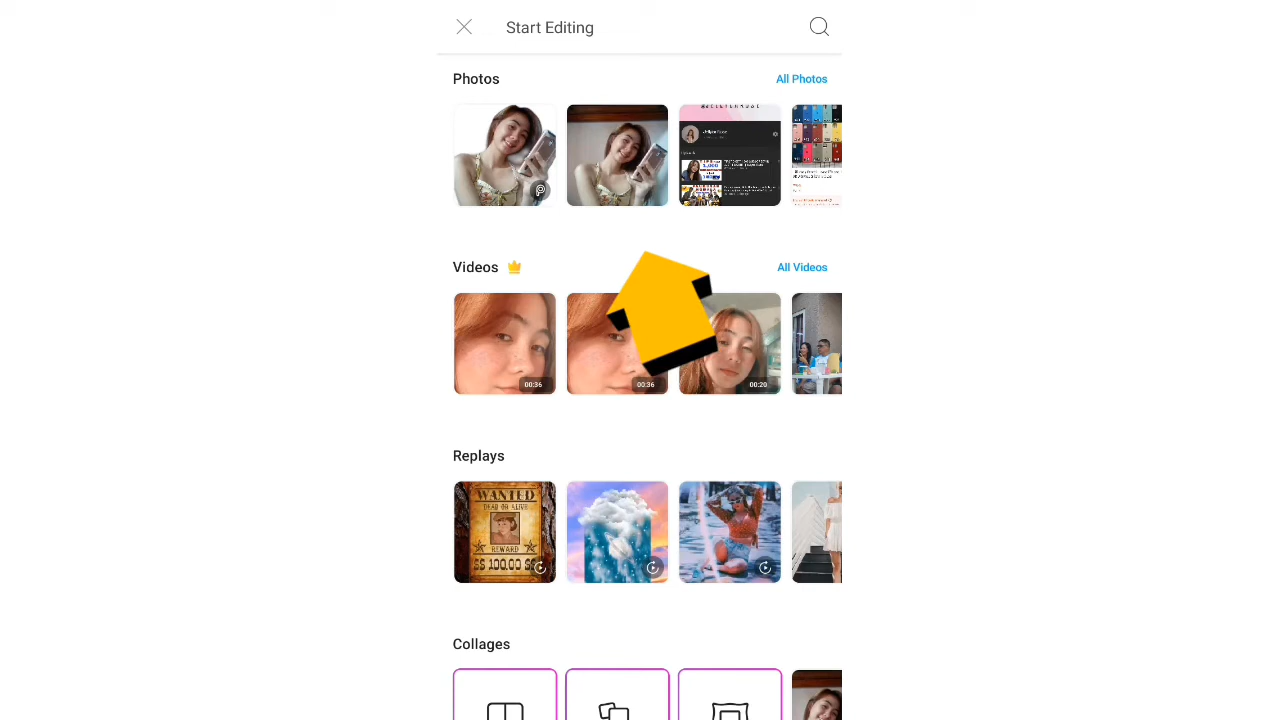 Start Editing
Photos
All Photos
Videos
All Videos
00:36
00:36
00:20
Replays
WANTED
DEAD OR ALIVE
REWARD
Collages